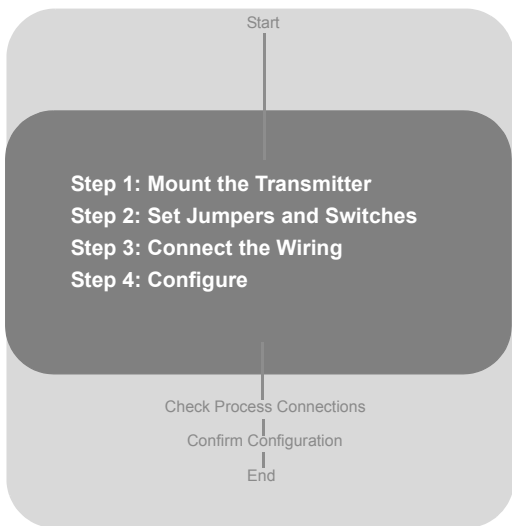 Start
Step 1: Mount the Transmitter
Step 2: Set Jumpers and Switches
Step 3: Connect the Wiring
Step 4: Configure
Check Process Connections
Confirm Configuration
End